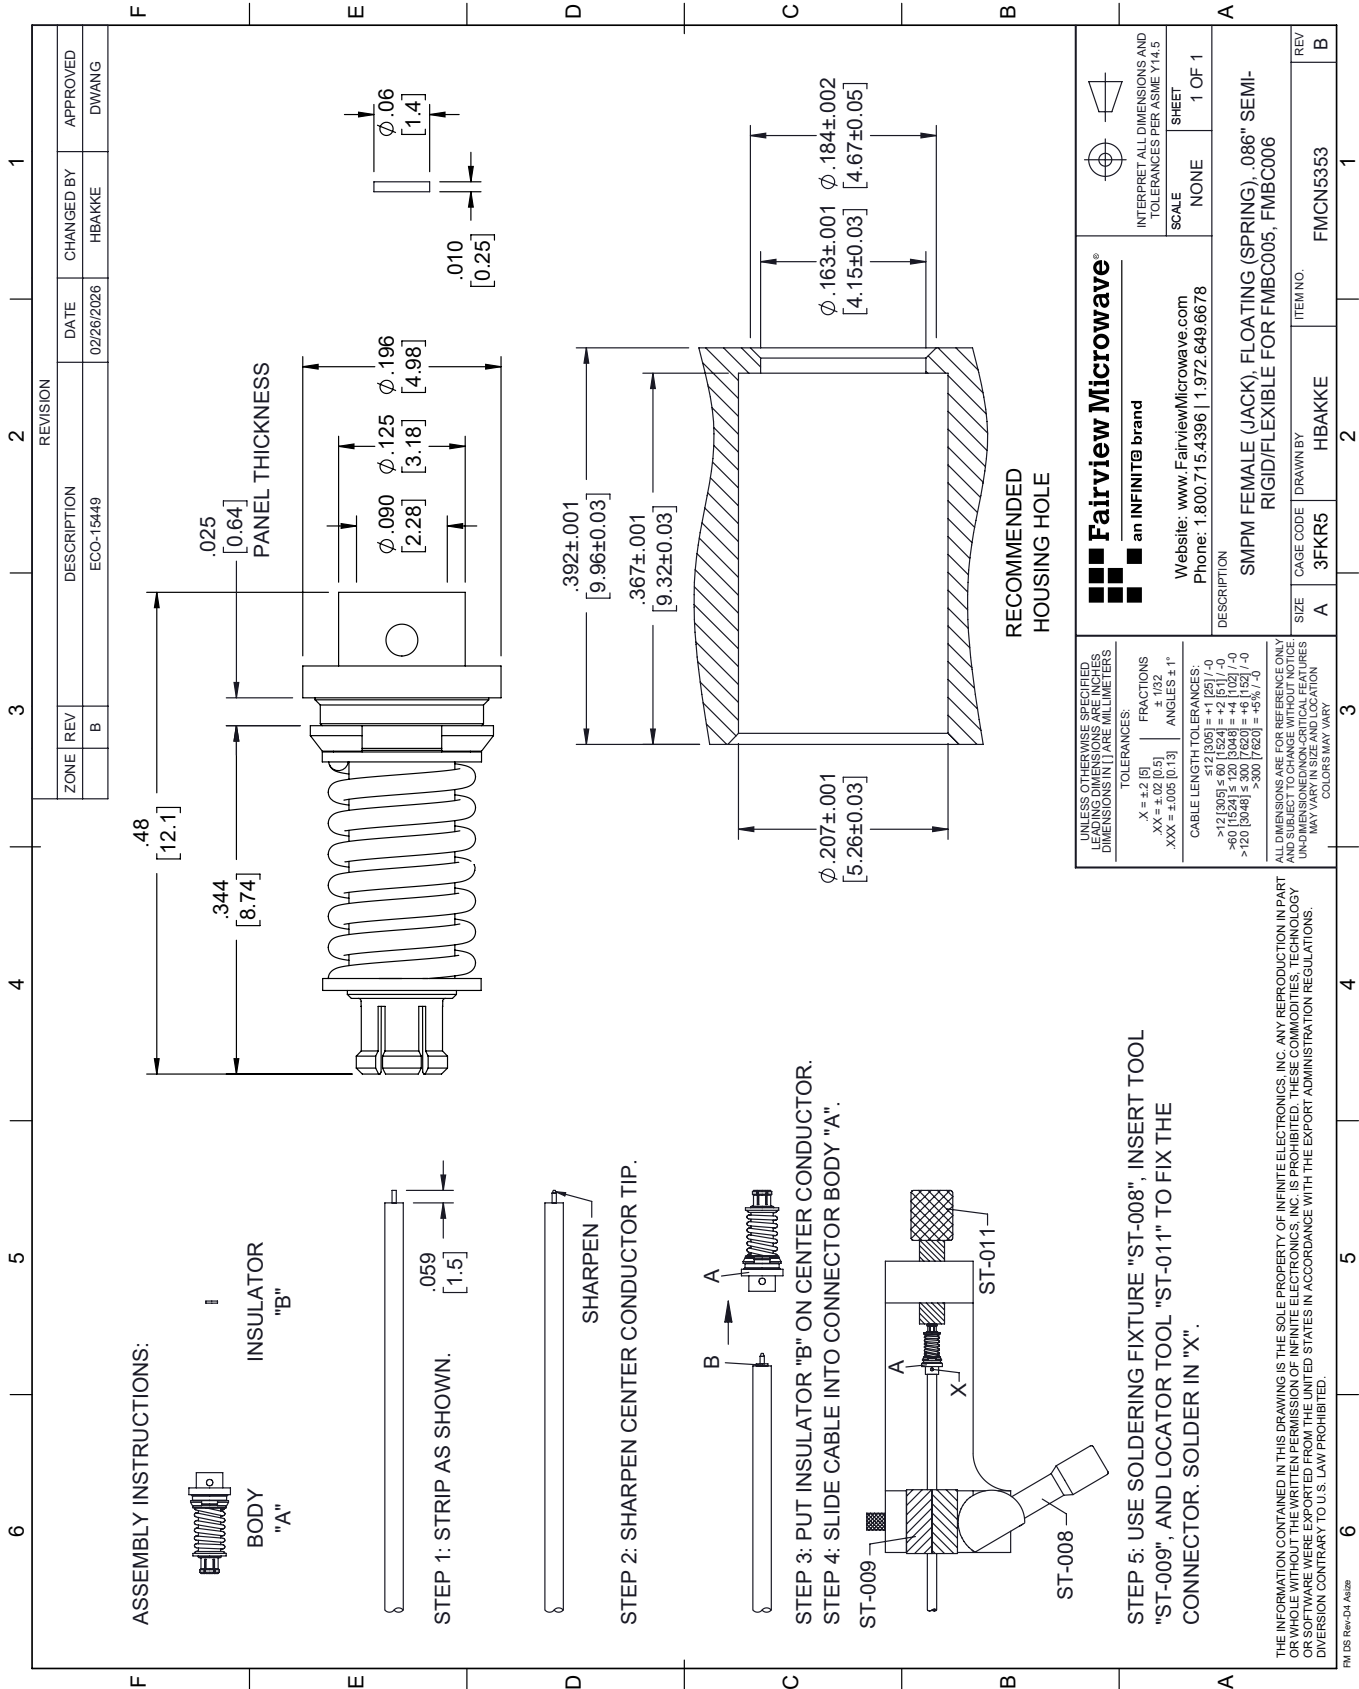 REVISION
ZONE REV DESCRIPTION DATE CHANGED BY APPROVED
B ECO-15449 02/26/2026 HBAKKE DWANG
6 5 4 3 2 1
F
E
D
C
B
A
ASSEMBLY INSTRUCTIONS:
BODY
"A"
INSULATOR
"B"
.059
[1.5]
STEP 1: STRIP AS SHOWN.
SHARPEN
STEP 2: SHARPEN CENTER CONDUCTOR TIP.
B
A
STEP 3: PUT INSULATOR "B" ON CENTER CONDUCTOR.
STEP 4: SLIDE CABLE INTO CONNECTOR BODY "A".
ST-009
A
X
ST-011
ST-008
STEP 5: USE SOLDERING FIXTURE "ST-008", INSERT TOOL
"ST-009", AND LOCATOR TOOL "ST-011" TO FIX THE
CONNECTOR. SOLDER IN "X".
.48
[12.1]
.344
[8.74]
.025
[0.64]
PANEL THICKNESS
Ø.090
[2.28]
Ø.125
[3.18]
Ø.196
[4.98]
.010
[0.25]
Ø.06
[1.4]
.392±.001
[9.96±0.03]
.367±.001
[9.32±0.03]
Ø.207±.001
[5.26±0.03]
Ø.163±.001
[4.15±0.03]
Ø.184±.002
[4.67±0.05]
RECOMMENDED
HOUSING HOLE
THE INFORMATION CONTAINED IN THIS DRAWING IS THE SOLE PROPERTY OF INFINITE ELECTRONICS, INC. ANY REPRODUCTION IN PART
OR WHOLE WITHOUT THE WRITTEN PERMISSION OF INFINITE ELECTRONICS, INC. IS PROHIBITED. THESE COMMODITIES, TECHNOLOGY
OR SOFTWARE WERE EXPORTED FROM THE UNITED STATES IN ACCORDANCE WITH THE EXPORT ADMINISTRATION REGULATIONS.
DIVERSION CONTRARY TO U.S. LAW PROHIBITED.
UNLESS OTHERWISE SPECIFIED
LEADING DIMENSIONS ARE INCHES
DIMENSIONS IN [ ] ARE MILLIMETERS
TOLERANCES:
.X = ±.2 [5] FRACTIONS
.XX = ±.02 [0.5] ± 1/32
.XXX = ±.005 [0.13] ANGLES ± 1°
CABLE LENGTH TOLERANCES:
≤12 [305] = +1 [25] / -0
>12 [305] ≤ 60 [1524] = +2 [51] / -0
>60 [1524] ≤ 120 [3048] = +4 [102] / -0
>120 [3048] ≤ 300 [7620] = +6 [152] / -0
>300 [7620] = +5% / -0
ALL DIMENSIONS ARE FOR REFERENCE ONLY
AND SUBJECT TO CHANGE WITHOUT NOTICE.
UN-DIMENSIONED/NON-CRITICAL FEATURES
MAY VARY IN SIZE AND LOCATION
COLORS MAY VARY
Fairview Microwave®
an INFINIT® brand
Website: www.FairviewMicrowave.com
Phone: 1.800.715.4396 | 1.972.649.6678
INTERPRET ALL DIMENSIONS AND
TOLERANCES PER ASME Y14.5
SCALE SHEET
NONE 1 OF 1
DESCRIPTION
SMPM FEMALE (JACK), FLOATING (SPRING), .086" SEMI-
RIGID/FLEXIBLE FOR FMBC005, FMBC006
SIZE CAGE CODE DRAWN BY ITEM NO. REV
A 3FKR5 HBAKKE FMCN5353 B
F
E
D
C
B
A
6 5 4 3 2 1
FM DS Rev-D4 Asize